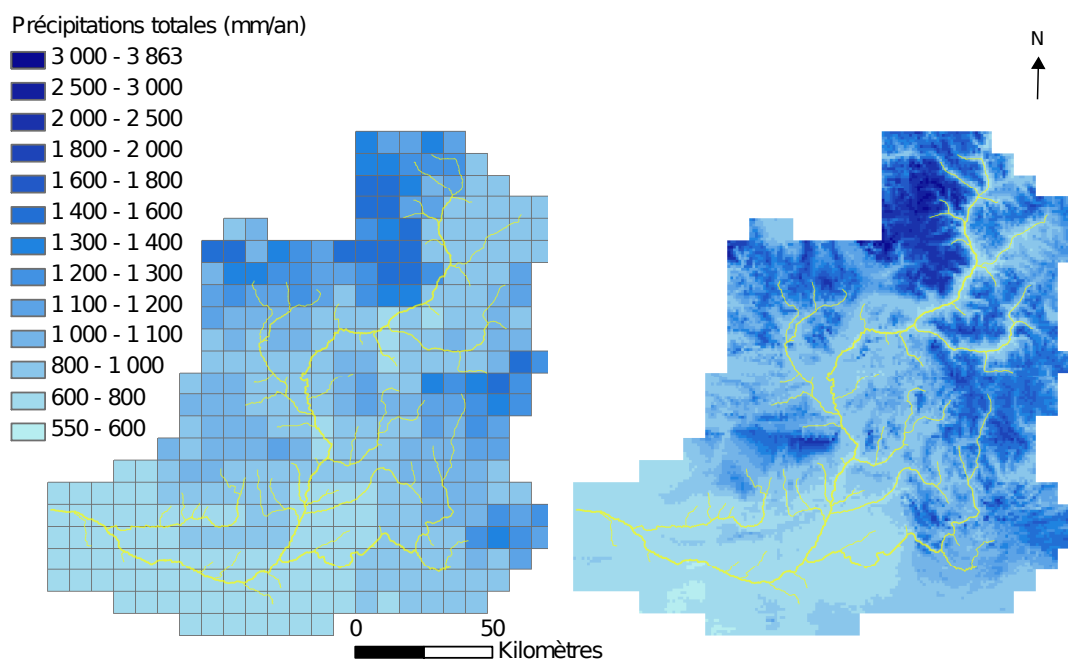 Précipitations totales (mm/an)
3 000 - 3 863
2 500 - 3 000
2 000 - 2 500
1 800 - 2 000
1 600 - 1 800
1 400 - 1 600
1 300 - 1 400
1 200 - 1 300
1 100 - 1 200
1 000 - 1 100
800 - 1 000
600 - 800
550 - 600
N
0 50
Kilomètres